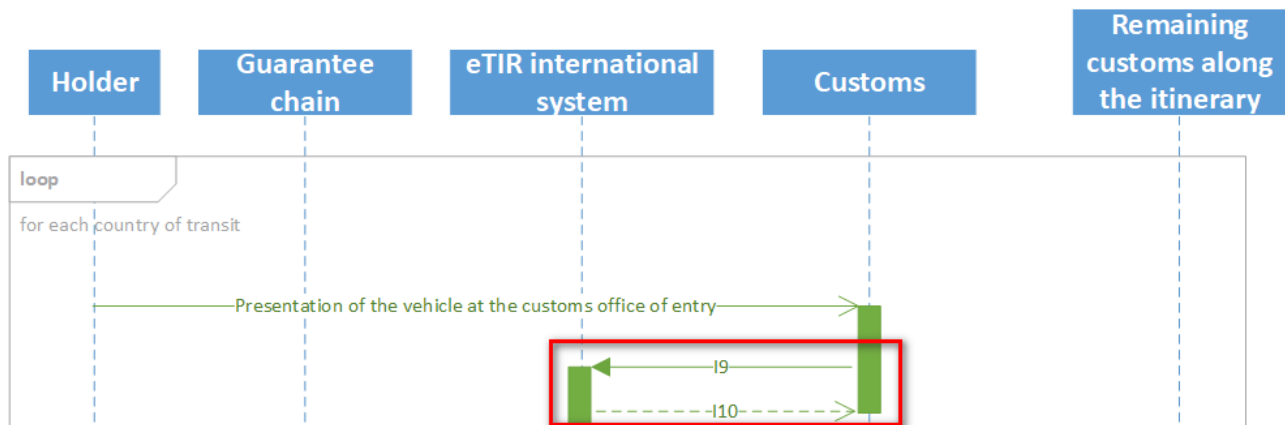 Holder
Guarantee
chain
eTIR international
system
Customs
Remaining
customs along
the itinerary
loop
for each country of transit
Presentation of the vehicle at the customs office of entry
I9
I10